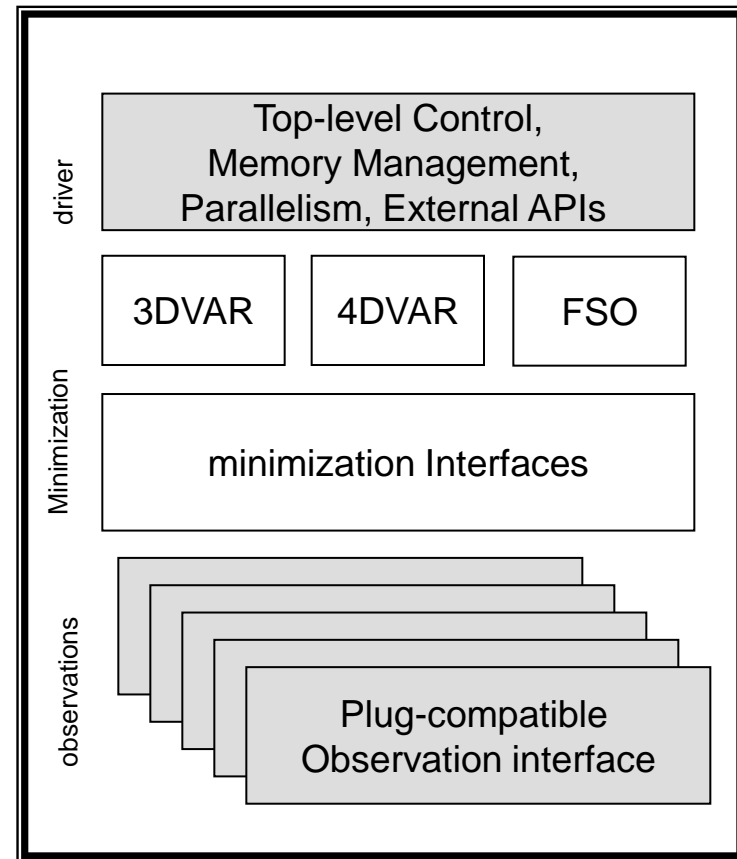 driver
Top-level Control,
Memory Management,
Parallelism, External APIs
Minimization
3DVAR
4DVAR
FSO
minimization Interfaces
observations
Plug-compatible
Observation interface